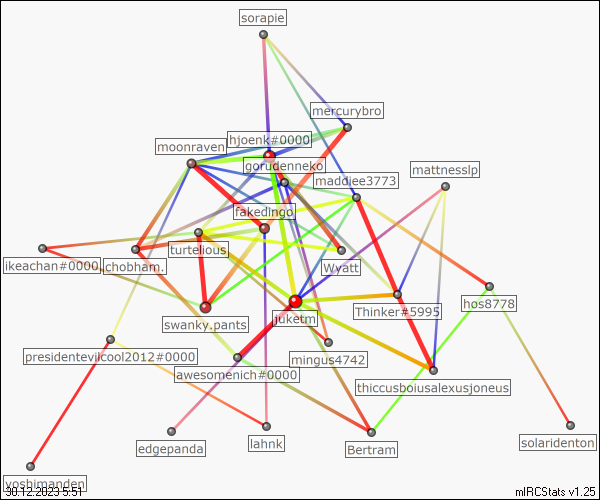 sorapie
mercurybro
hjoenk#0000
moonraven
gorudenneko
mattnesslp
maddiee3773
fakedingo
turtelious
ikeachan#0000
chobham.
Wyatt
hos8778
swanky.pants
juketm
Thinker#5995
presidentevilcool2012#0000
mingus4742
awesomenich#0000
thiccusboiusalexusjoneus
edgepanda
lahnk
Bertram
solaridenton
yoshimanden
30.12.2023 5:51
mIRCStats v1.25